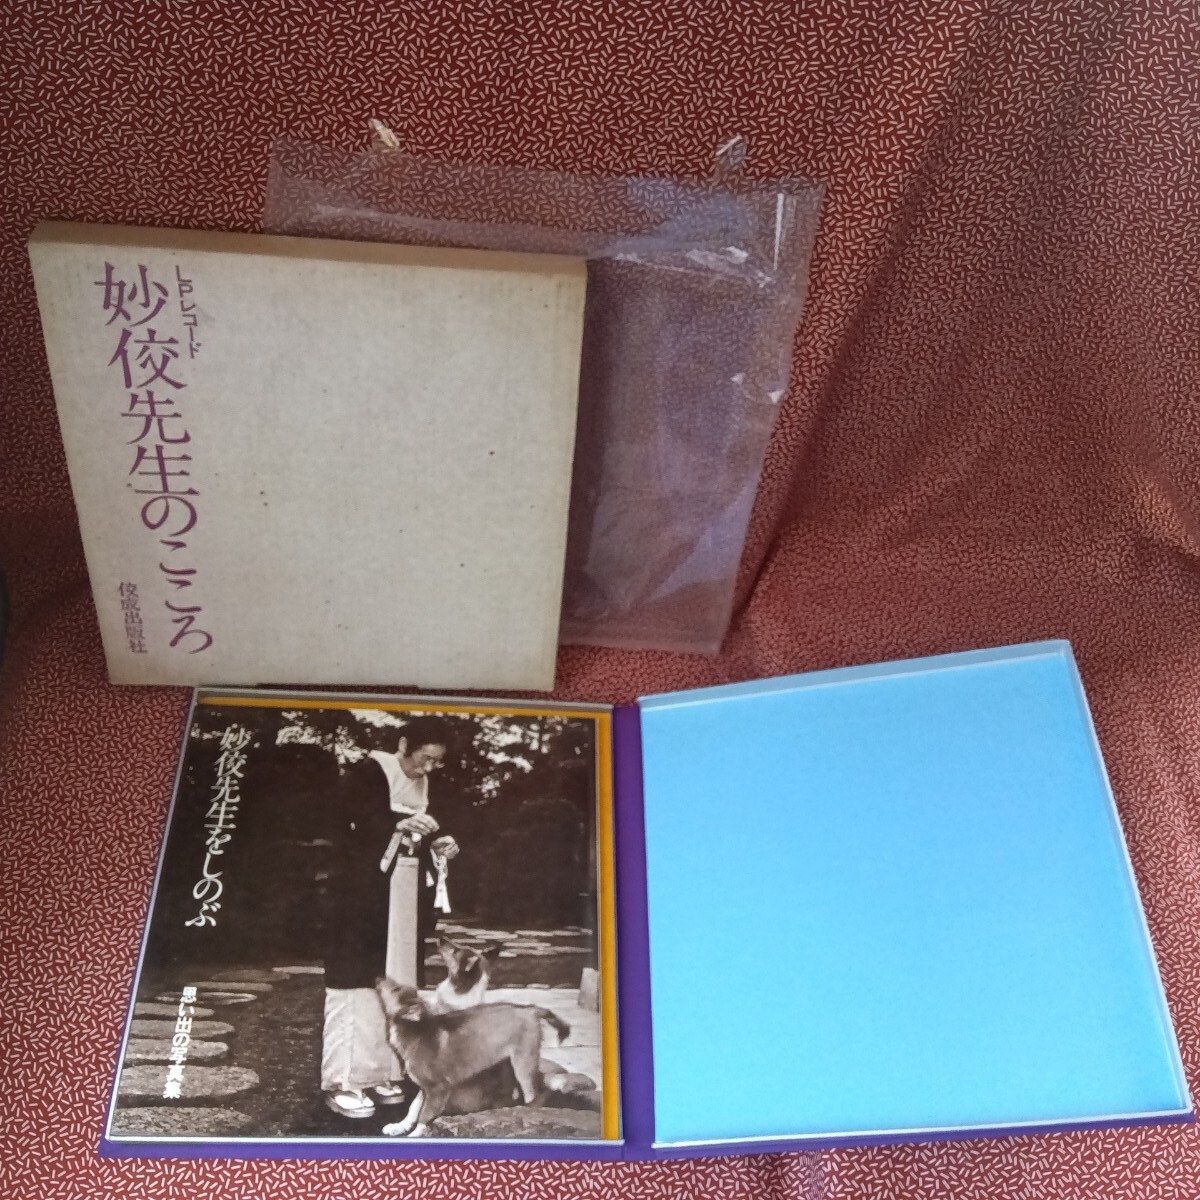 LPレコード
妙佼先生のこころ
佼成出版社
妙佼先生をしのぶ
思い出の写真集